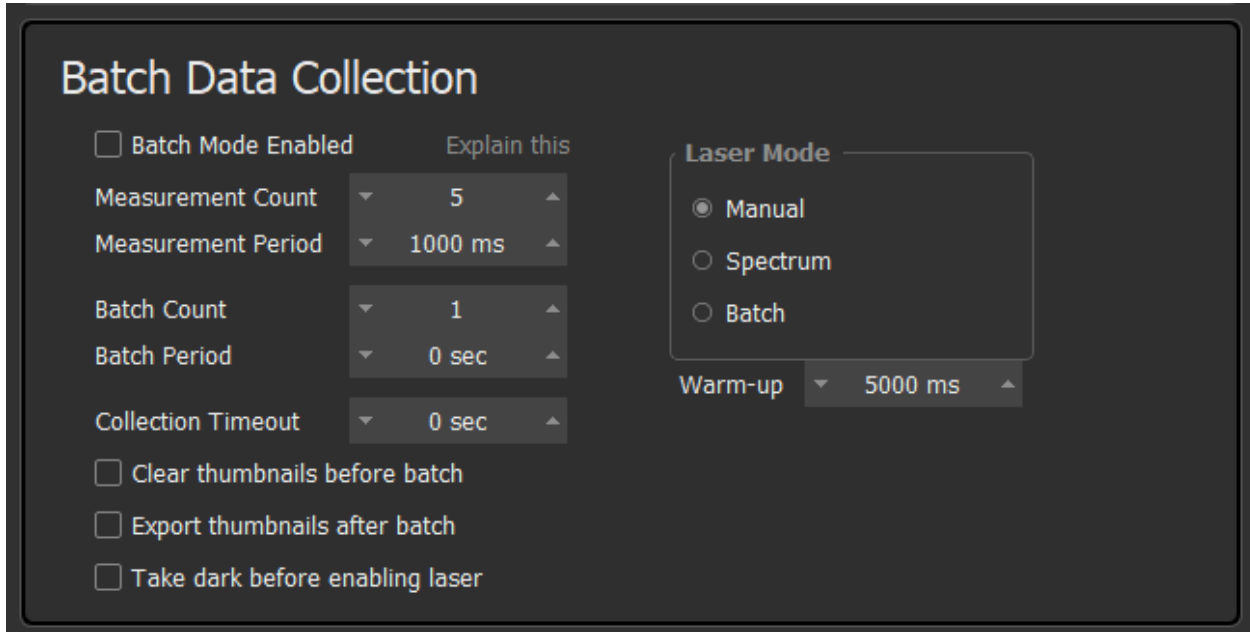 Batch Data Collection
Batch Mode Enabled Explain this
Measurement Count 5
Measurement Period 1000 ms
Batch Count 1
Batch Period 0 sec
Collection Timeout 0 sec
Clear thumbnails before batch
Export thumbnails after batch
Take dark before enabling laser
Laser Mode
Manual
Spectrum
Batch
Warm-up 5000 ms